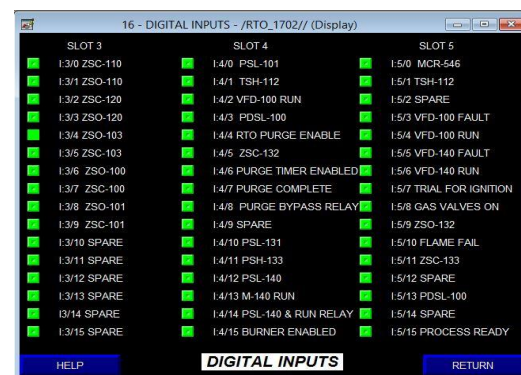 16 - DIGITAL INPUTS - /RTO_1702// (Display)
SLOT 3
I:3/0 ZSC-110
I:3/1 ZSO-110
I:3/2 ZSC-120
I:3/3 ZSO-120
I:3/4 ZSO-103
I:3/5 ZSC-103
I:3/6 ZSO-100
I:3/7 ZSC-100
I:3/8 ZSO-101
I:3/9 ZSC-101
I:3/10 SPARE
I:3/11 SPARE
I:3/12 SPARE
I:3/13 SPARE
I3/14 SPARE
I:3/15 SPARE
SLOT 4
I:4/0 PSL-101
I:4/1 TSH-112
I:4/2 VFD-100 RUN
I:4/3 PDSL-100
I:4/4 RTO PURGE ENABLE
I:4/5 ZSC-132
I:4/6 PURGE TIMER ENABLED
I:4/7 PURGE COMPLETE
I:4/8 PURGE BYPASS RELAY
I:4/9 SPARE
I:4/10 PSL-131
I:4/11 PSH-133
I:4/12 PSL-140
I:4/13 M-140 RUN
I:4/14 PSL-140 & RUN RELAY
I:4/15 BURNER ENABLED
SLOT 5
I:5/0 MCR-546
I:5/1 TSH-112
I:5/2 SPARE
I:5/3 VFD-100 FAULT
I:5/4 VFD-100 RUN
I:5/5 VFD-140 FAULT
I:5/6 VFD-140 RUN
I:5/7 TRIAL FOR IGNITION
I:5/8 GAS VALVES ON
I:5/9 ZSO-132
I:5/10 FLAME FAIL
I:5/11 ZSC-133
I:5/12 SPARE
I:5/13 PDSL-100
I:5/14 SPARE
I:5/15 PROCESS READY
HELP
DIGITAL INPUTS
RETURN